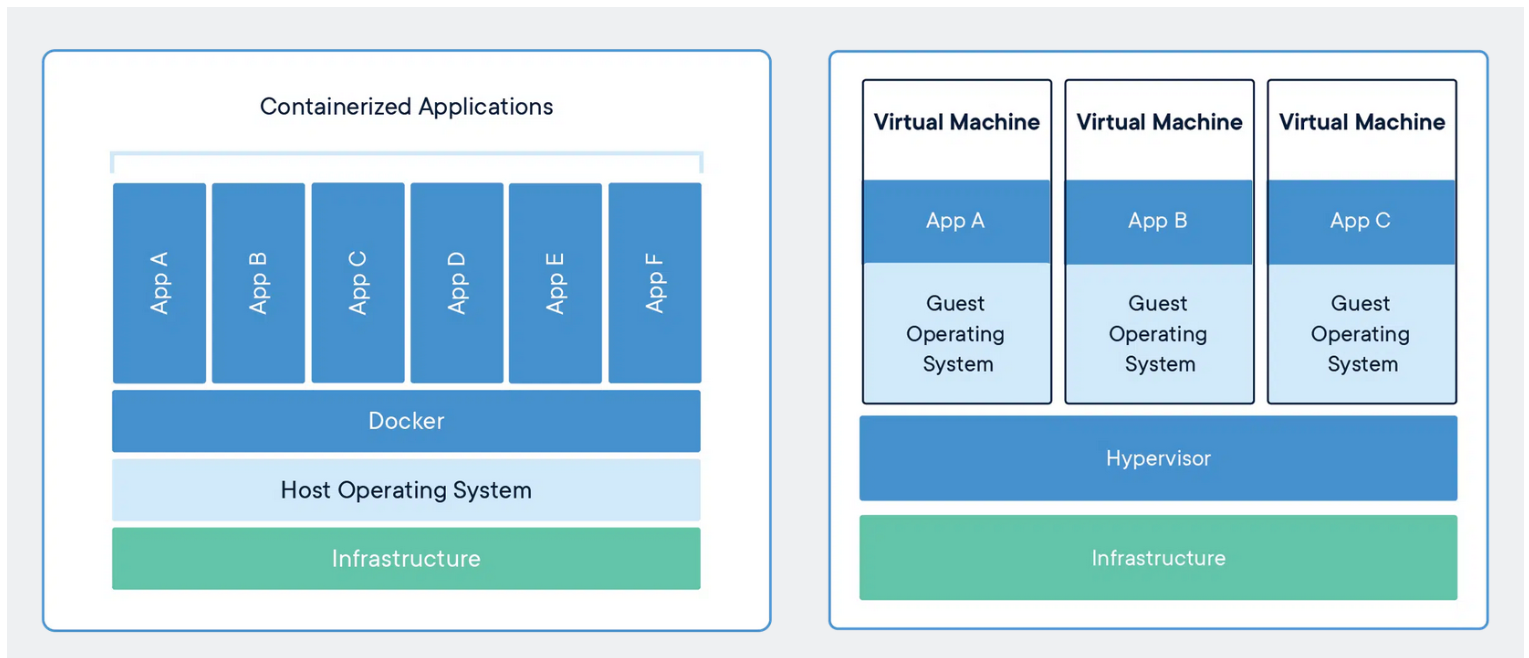 Containerized Applications
App A
App B
App C
App D
App E
App F
Docker
Host Operating System
Infrastructure
Virtual Machine
App A
Guest
Operating
System
Virtual Machine
App B
Guest
Operating
System
Virtual Machine
App C
Guest
Operating
System
Hypervisor
Infrastructure